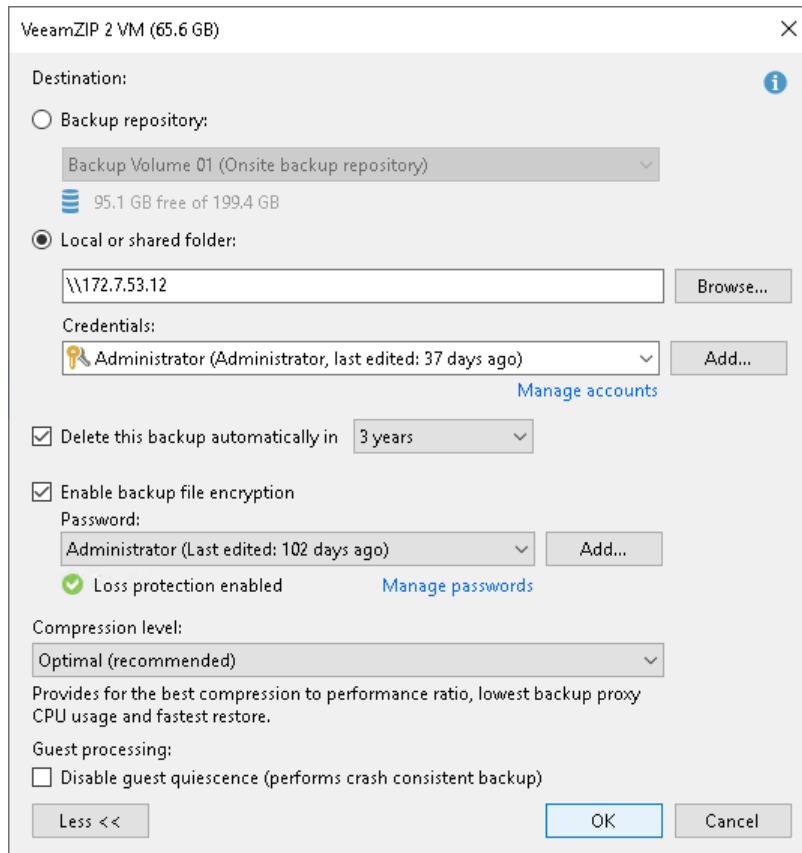 VeeamZIP 2 VM (65.6 GB)
Destination:
Backup repository:
Backup Volume 01 (Onsite backup repository)
95.1 GB free of 199.4 GB
Local or shared folder:
\\172.7.53.12
Browse...
Credentials:
Administrator (Administrator, last edited: 37 days ago)
Add...
Manage accounts
Delete this backup automatically in 3 years
Enable backup file encryption
Password:
Administrator (Last edited: 102 days ago)
Add...
Loss protection enabled
Manage passwords
Compression level:
Optimal (recommended)
Provides for the best compression to performance ratio, lowest backup proxy
CPU usage and fastest restore.
Guest processing:
Disable guest quiescence (performs crash consistent backup)
Less <<
OK
Cancel